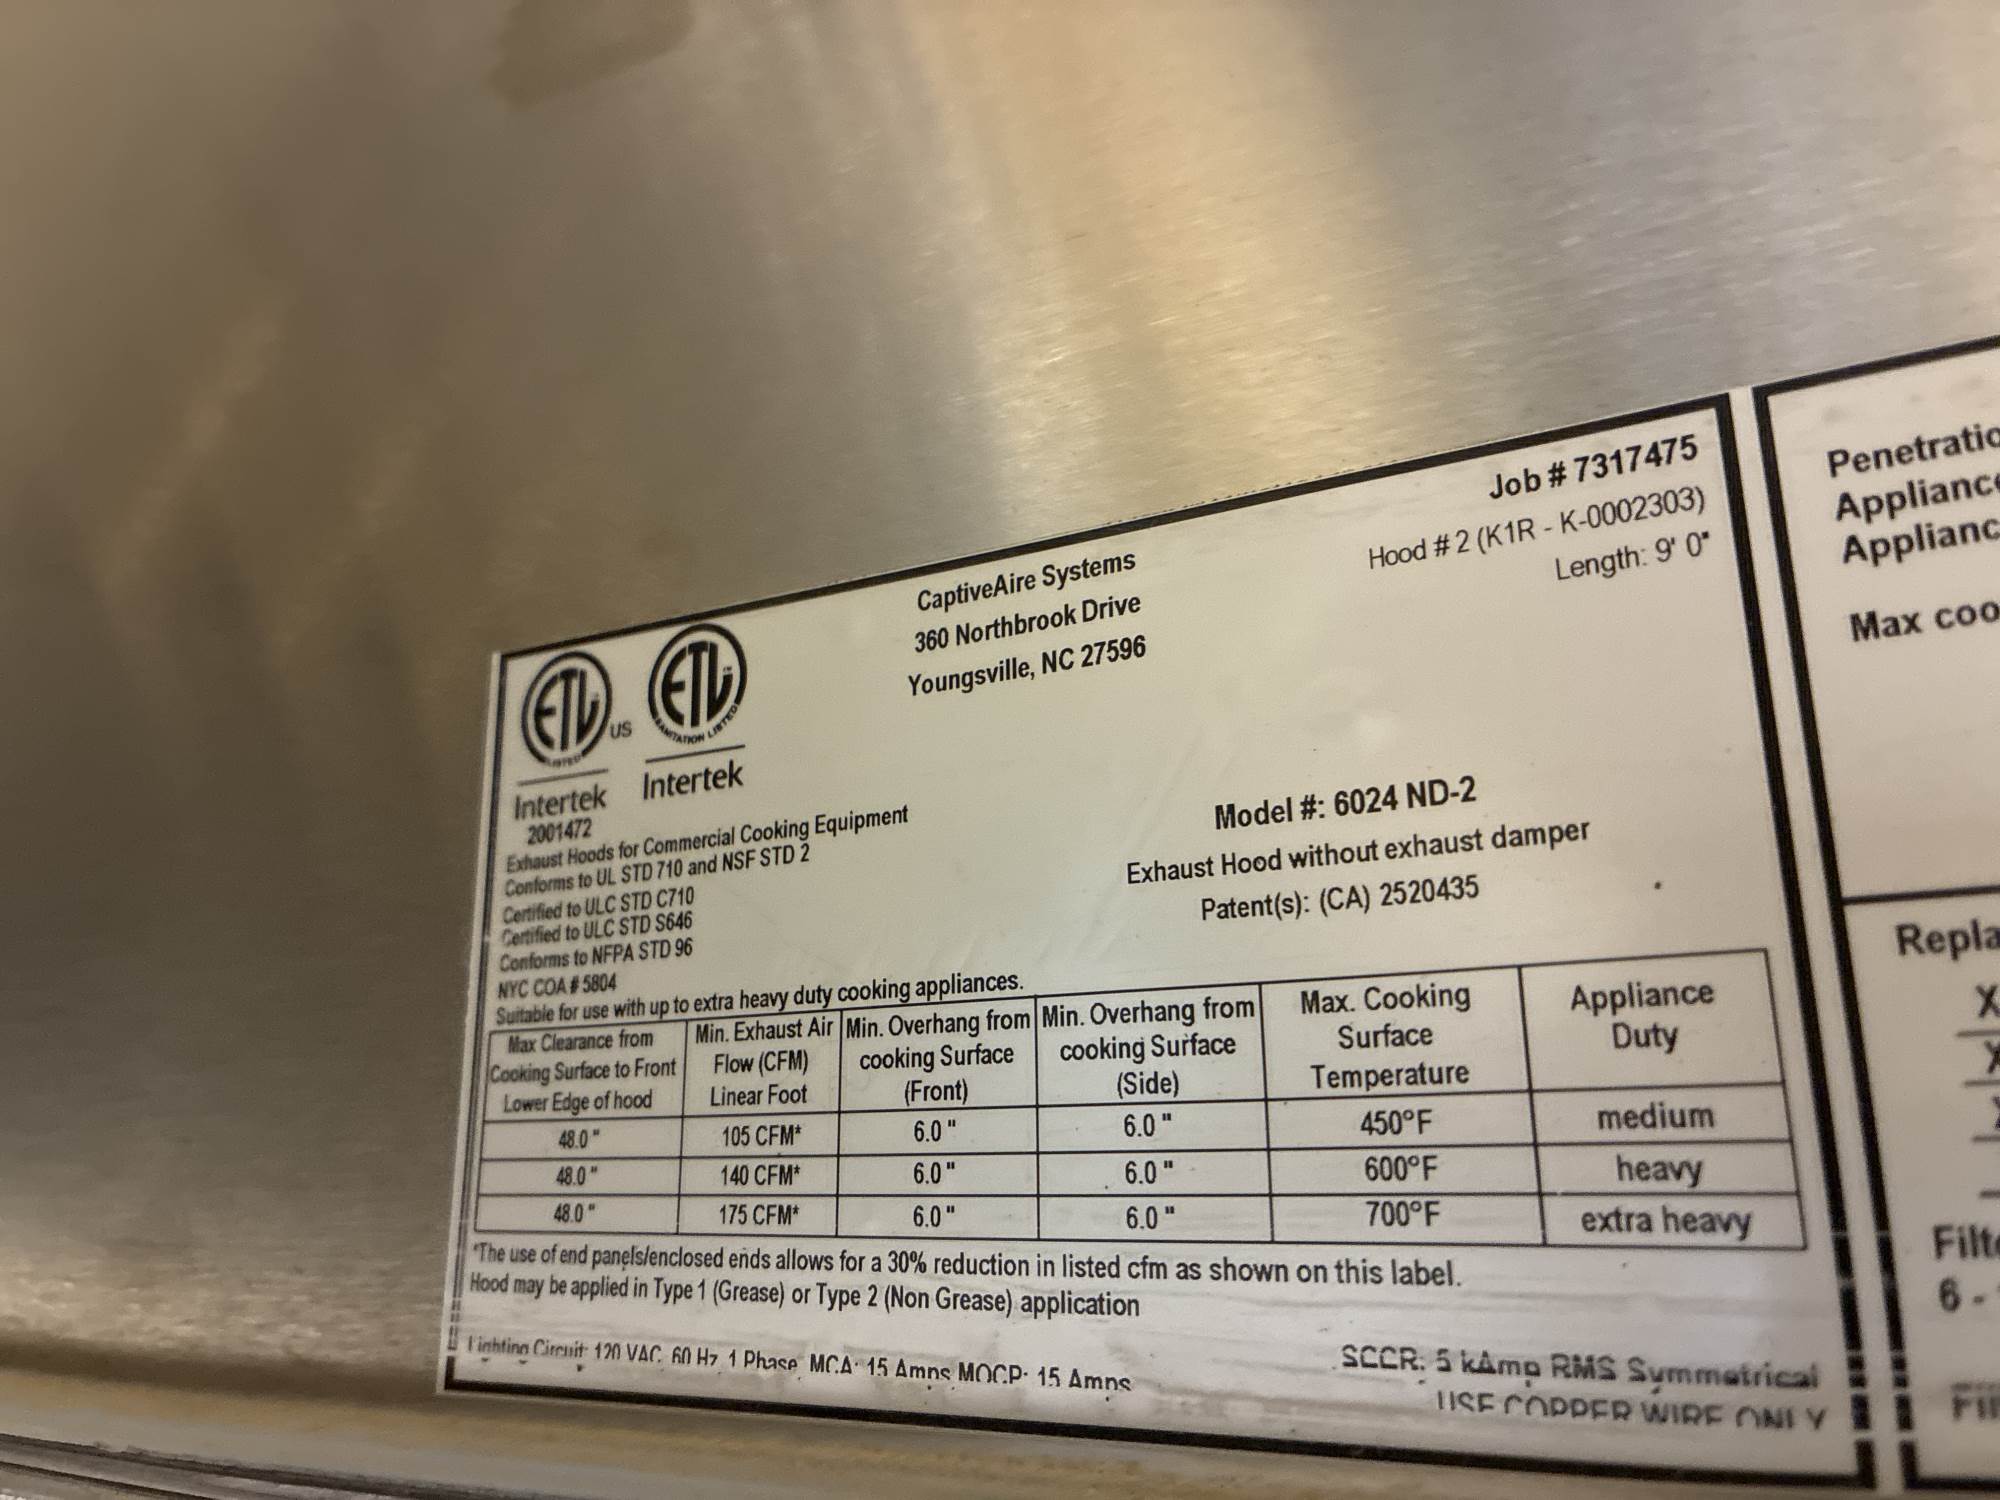 Job # 7317475
Hood # 2 (K1R - K-0002303)
Length: 9' 0"
CaptiveAire Systems
360 Northbrook Drive
Youngsville, NC 27596
ETL US
LISTED
Intertek
2001472
ETL
SANITATION LISTED
Intertek
Exhaust Hoods for Commercial Cooking Equipment
Conforms to UL STD 710 and NSF STD 2
Certified to ULC STD C710
Certified to ULC STD S646
Conforms to NFPA STD 96
NYC COA # 5804
Suitable for use with up to extra heavy duty cooking appliances.
Model #: 6024 ND-2
Exhaust Hood without exhaust damper
Patent(s): (CA) 2520435
Max Clearance from Cooking Surface to Front Lower Edge of hood
Min. Exhaust Air Flow (CFM) Linear Foot
Min. Overhang from cooking Surface (Front)
Min. Overhang from cooking Surface (Side)
Max. Cooking Surface Temperature
Appliance Duty
48.0 " 105 CFM* 6.0 " 6.0 " 450°F medium
48.0 " 140 CFM* 6.0 " 6.0 " 600°F heavy
48.0 " 175 CFM* 6.0 " 6.0 " 700°F extra heavy
*The use of end panels/enclosed ends allows for a 30% reduction in listed cfm as shown on this label.
Hood may be applied in Type 1 (Grease) or Type 2 (Non Grease) application
Lighting Circuit: 120 VAC, 60 Hz, 1 Phase, MCA: 15 Amps MOCP: 15 Amps
SCCR: 5 kAmp RMS Symmetrical
USE COPPER WIRE ONLY
Penetratio
Appliance
Applianc
Max coo
Repla
X
X
Filte
6 -
Fil